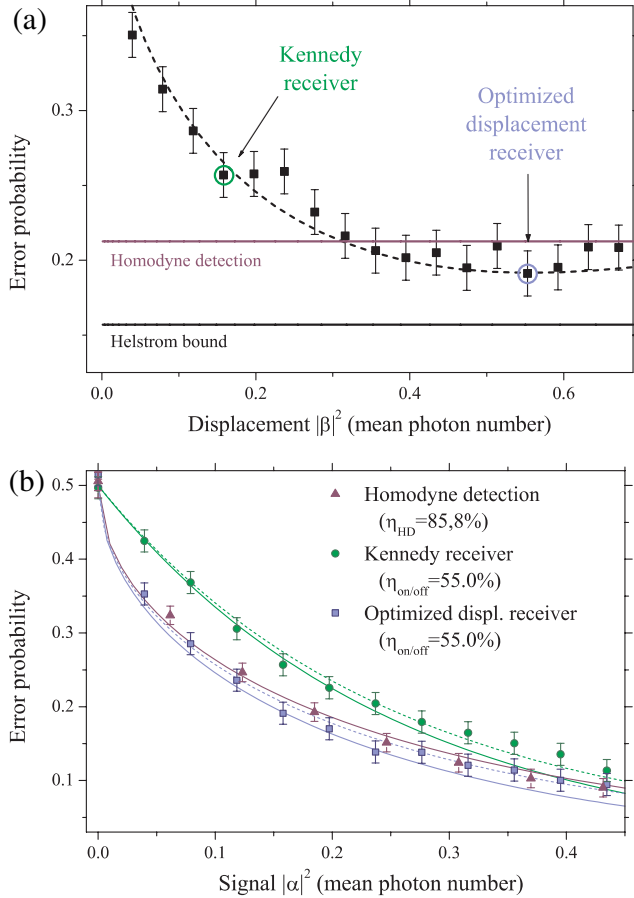 (a)
Kennedy
receiver
Optimized
displacement
receiver
Error probability
0.3
0.2
Homodyne detection
Helstrom bound
0.0 0.2 0.4 0.6
Displacement |β|² (mean photon number)
(b)
Homodyne detection
(η_HD=85,8%)
Kennedy receiver
(η_on/off=55.0%)
Optimized displ. receiver
(η_on/off=55.0%)
Error probability
0.5
0.4
0.3
0.2
0.1
0.0 0.1 0.2 0.3 0.4
Signal |α|² (mean photon number)